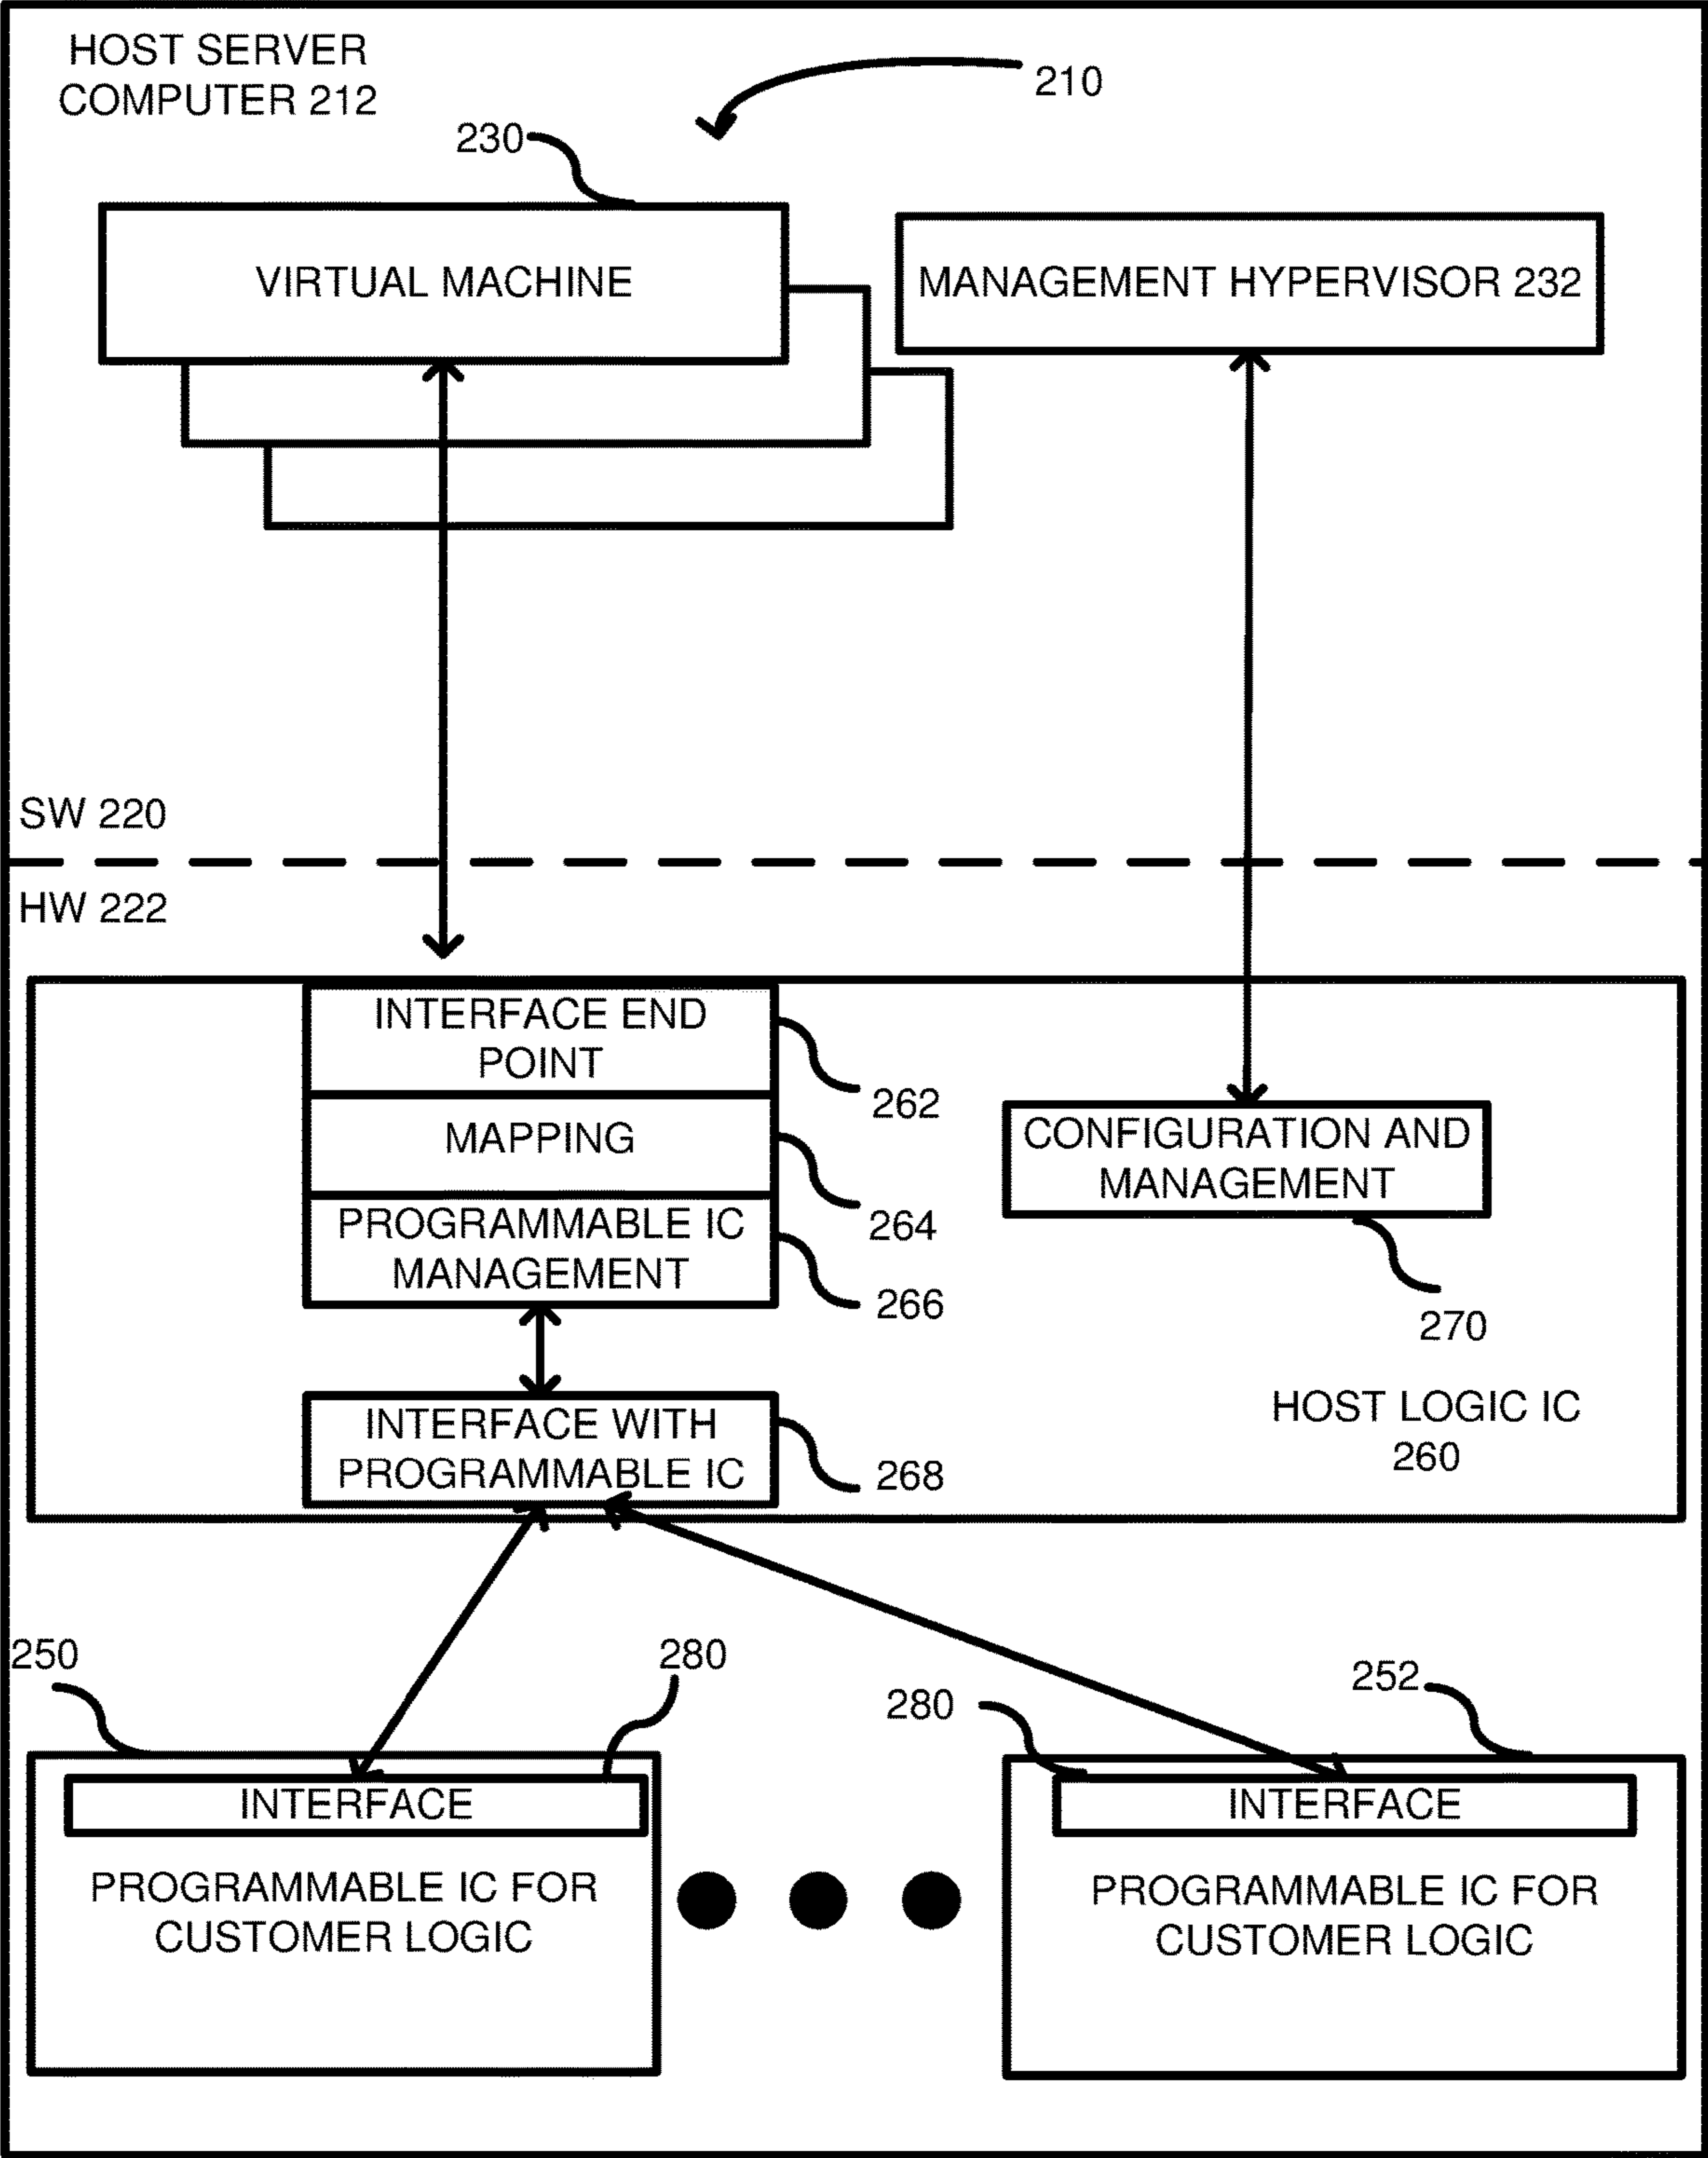 HOST SERVER
COMPUTER 212
210
230
VIRTUAL MACHINE
MANAGEMENT HYPERVISOR 232
SW 220
HW 222
INTERFACE END
POINT
262
MAPPING
264
PROGRAMMABLE IC
MANAGEMENT
266
CONFIGURATION AND
MANAGEMENT
270
INTERFACE WITH
PROGRAMMABLE IC
268
HOST LOGIC IC
260
250
280
INTERFACE
PROGRAMMABLE IC FOR
CUSTOMER LOGIC
280
252
INTERFACE
PROGRAMMABLE IC FOR
CUSTOMER LOGIC